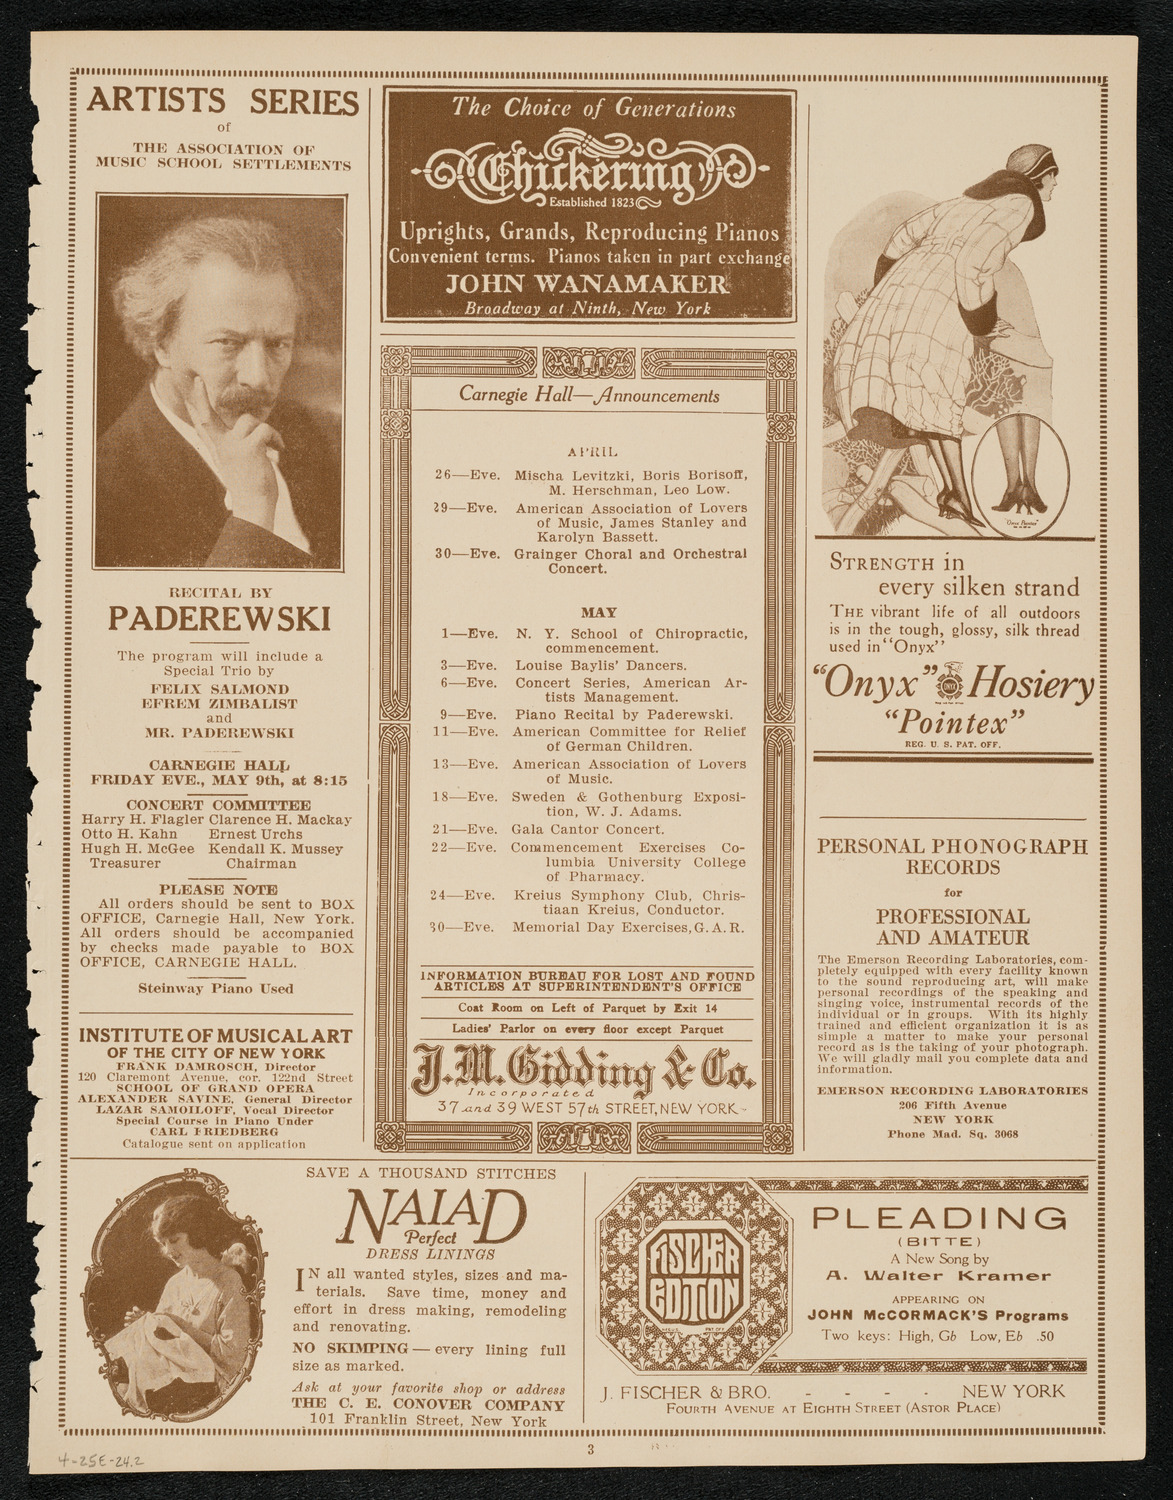 ARTISTS SERIES
of
THE ASSOCIATION OF
MUSIC SCHOOL SETTLEMENTS
RECITAL BY
PADEREWSKI
The program will include a
Special Trio by
FELIX SALMOND
EFREM ZIMBALIST
and
MR. PADEREWSKI
CARNEGIE HALL
FRIDAY EVE., MAY 9th, at 8:15
CONCERT COMMITTEE
Harry H. Flagler Clarence H. Mackay
Otto H. Kahn Ernest Urchs
Hugh H. McGee Kendall K. Mussey
Treasurer Chairman
PLEASE NOTE
All orders should be sent to BOX
OFFICE, Carnegie Hall, New York.
All orders should be accompanied
by checks made payable to BOX
OFFICE, CARNEGIE HALL.
Steinway Piano Used
INSTITUTE OF MUSICAL ART
OF THE CITY OF NEW YORK
FRANK DAMROSCH, Director
120 Claremont Avenue, cor. 122nd Street
SCHOOL OF GRAND OPERA
ALEXANDER SAVINE, General Director
LAZAR SAMOILOFF, Vocal Director
Special Course in Piano Under
CARL FRIEDBERG
Catalogue sent on application
The Choice of Generations
Chickering
Established 1823
Uprights, Grands, Reproducing Pianos
Convenient terms. Pianos taken in part exchange
JOHN WANAMAKER
Broadway at Ninth, New York
Carnegie Hall—Announcements
APRIL
26—Eve. Mischa Levitzki, Boris Borisoff,
M. Herschman, Leo Low.
29—Eve. American Association of Lovers
of Music, James Stanley and
Karolyn Bassett.
30—Eve. Grainger Choral and Orchestral
Concert.
MAY
1—Eve. N. Y. School of Chiropractic,
commencement.
3—Eve. Louise Baylis' Dancers.
6—Eve. Concert Series, American Ar-
tists Management.
9—Eve. Piano Recital by Paderewski.
11—Eve. American Committee for Relief
of German Children.
13—Eve. American Association of Lovers
of Music.
18—Eve. Sweden & Gothenburg Exposi-
tion, W. J. Adams.
21—Eve. Gala Cantor Concert.
22—Eve. Commencement Exercises Co-
lumbia University College
of Pharmacy.
24—Eve. Kreius Symphony Club, Chris-
tiaan Kreius, Conductor.
30—Eve. Memorial Day Exercises, G. A. R.
INFORMATION BUREAU FOR LOST AND FOUND
ARTICLES AT SUPERINTENDENT'S OFFICE
Coat Room on Left of Parquet by Exit 14
Ladies' Parlor on every floor except Parquet
J. M. Gidding & Co.
Incorporated
37 and 39 WEST 57th STREET, NEW YORK
"Onyx Pointex"
STRENGTH in
every silken strand
THE vibrant life of all outdoors
is in the tough, glossy, silk thread
used in "Onyx"
"Onyx" Hosiery
"Pointex"
REG. U. S. PAT. OFF.
PERSONAL PHONOGRAPH
RECORDS
for
PROFESSIONAL
AND AMATEUR
The Emerson Recording Laboratories, com-
pletely equipped with every facility known
to the sound reproducing art, will make
personal recordings of the speaking and
singing voice, instrumental records of the
individual or in groups. With its highly
trained and efficient organization it is as
simple a matter to make your personal
record as is the taking of your photograph.
We will gladly mail you complete data and
information.
EMERSON RECORDING LABORATORIES
206 Fifth Avenue
NEW YORK
Phone Mad. Sq. 3068
SAVE A THOUSAND STITCHES
NAIAD
Perfect
DRESS LININGS
IN all wanted styles, sizes and ma-
terials. Save time, money and
effort in dress making, remodeling
and renovating.
NO SKIMPING—every lining full
size as marked.
Ask at your favorite shop or address
THE C. E. CONOVER COMPANY
101 Franklin Street, New York
FISCHER
EDITION
PLEADING
(BITTE)
A New Song by
A. Walter Kramer
APPEARING ON
JOHN McCORMACK'S Programs
Two keys: High, Gb Low, Eb .50
J. FISCHER & BRO. - - - - NEW YORK
FOURTH AVENUE AT EIGHTH STREET (ASTOR PLACE)
3
4-25E-24.2